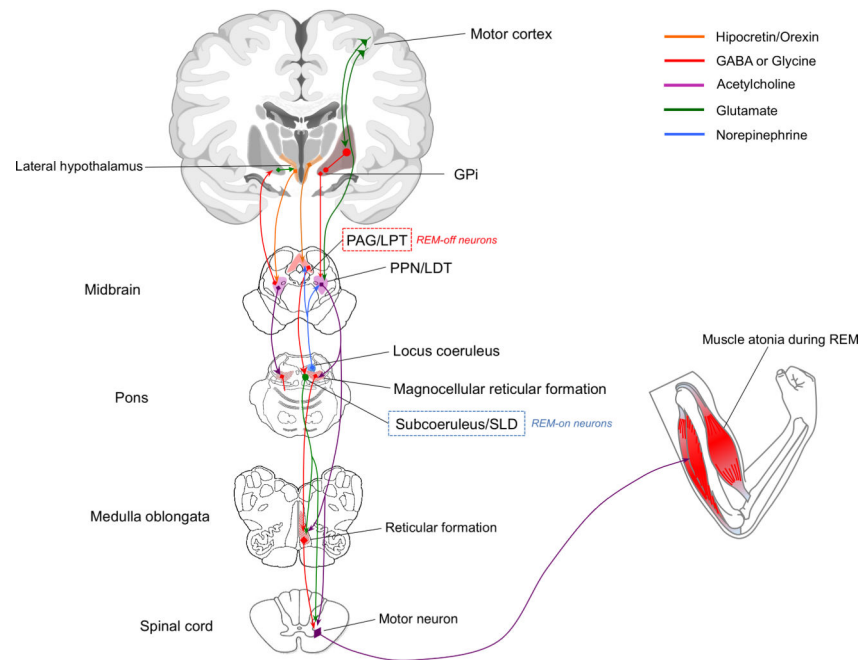 Motor cortex
Hipocretin/Orexin
GABA or Glycine
Acetylcholine
Glutamate
Norepinephrine
Lateral hypothalamus
GPi
PAG/LPT REM-off neurons
PPN/LDT
Midbrain
Muscle atonia during REM
Locus coeruleus
Magnocellular reticular formation
Pons
Subcoeruleus/SLD REM-on neurons
Medulla oblongata
Reticular formation
Motor neuron
Spinal cord